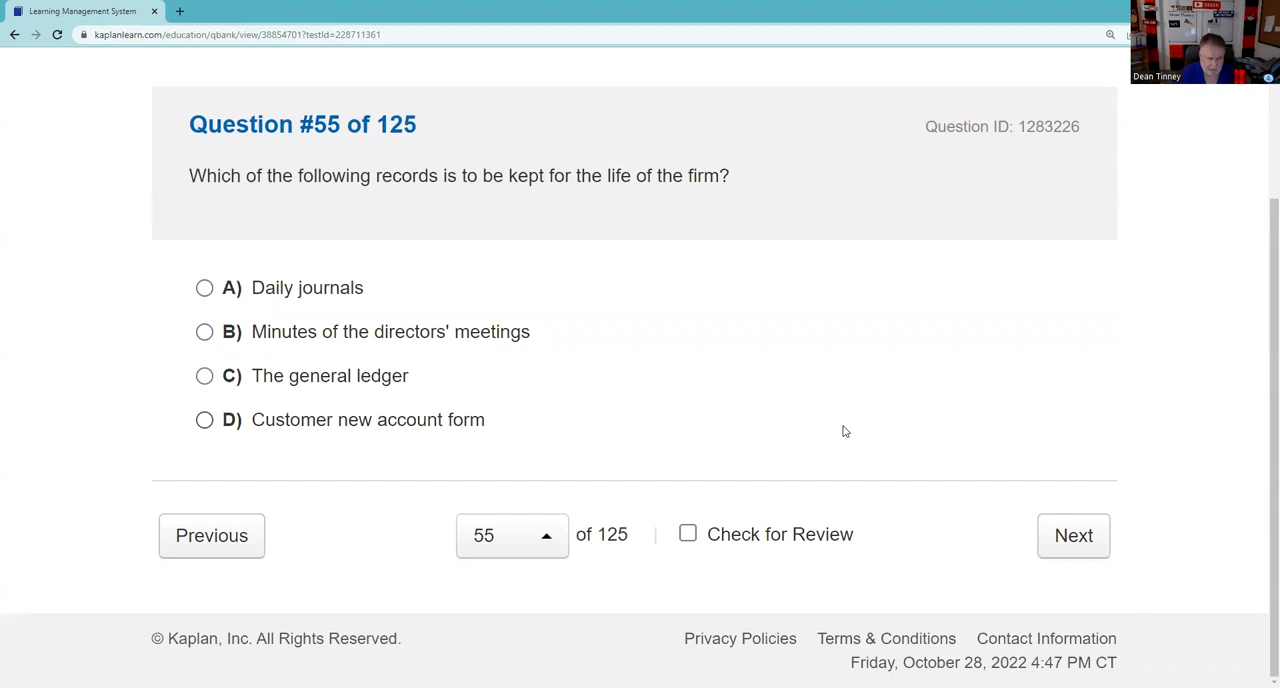 Learning Management System
kaplanlearn.com/education/qbank/view/38854701?testId=228711361
Dean Tinney
Question #55 of 125
Question ID: 1283226
Which of the following records is to be kept for the life of the firm?
A) Daily journals
B) Minutes of the directors' meetings
C) The general ledger
D) Customer new account form
Previous
55
of 125
Check for Review
Next
© Kaplan, Inc. All Rights Reserved.
Privacy Policies Terms & Conditions Contact Information
Friday, October 28, 2022 4:47 PM CT